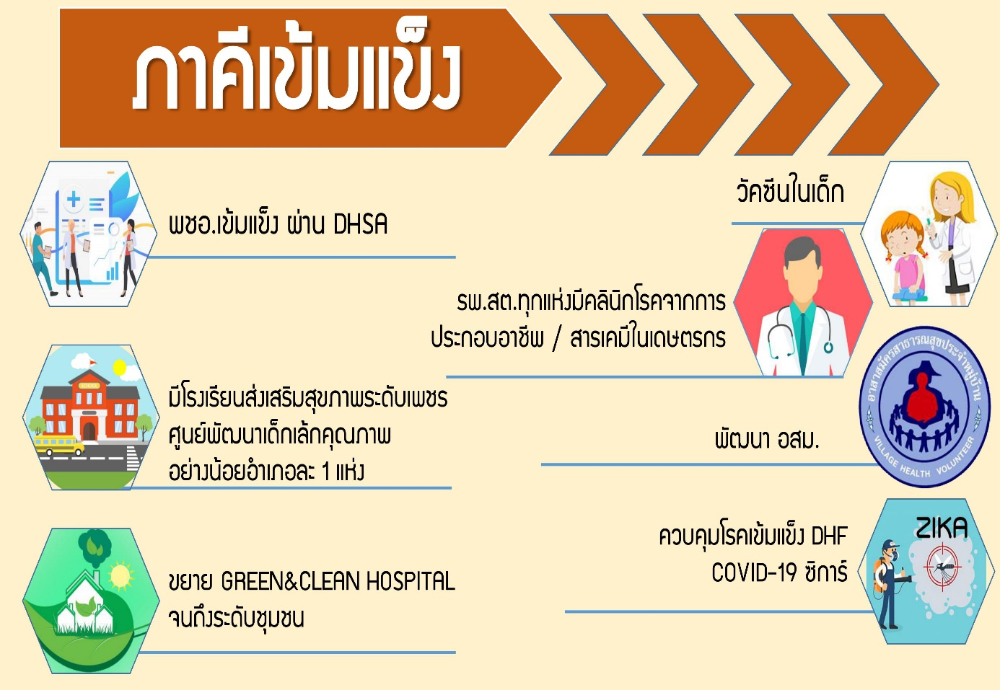 ภาคีเข้มแข็ง
พชอ.เข้มแข็ง ผ่าน DHSA
มีโรงเรียนส่งเสริมสุขภาพระดับเพชร
ศูนย์พัฒนาเด็กเล้กคุณภาพ
อย่างน้อยอำเภอละ 1 แห่ง
SCHOOL
ขยาย GREEN&CLEAN HOSPITAL
จนถึงระดับชุมชน
วัคซีนในเด็ก
รพ.สต.ทุกแห่งมีคลินิกโรคจากการ
ประกอบอาชีพ / สารเคมีในเกษตรกร
พัฒนา อสม.
อาสาสมัครสาธารณสุขประจำหมู่บ้าน
VILLAGE HEALTH VOLUNTEER
ควบคุมโรคเข้มแข็ง DHF
COVID-19 ซิการ์
ZIKA